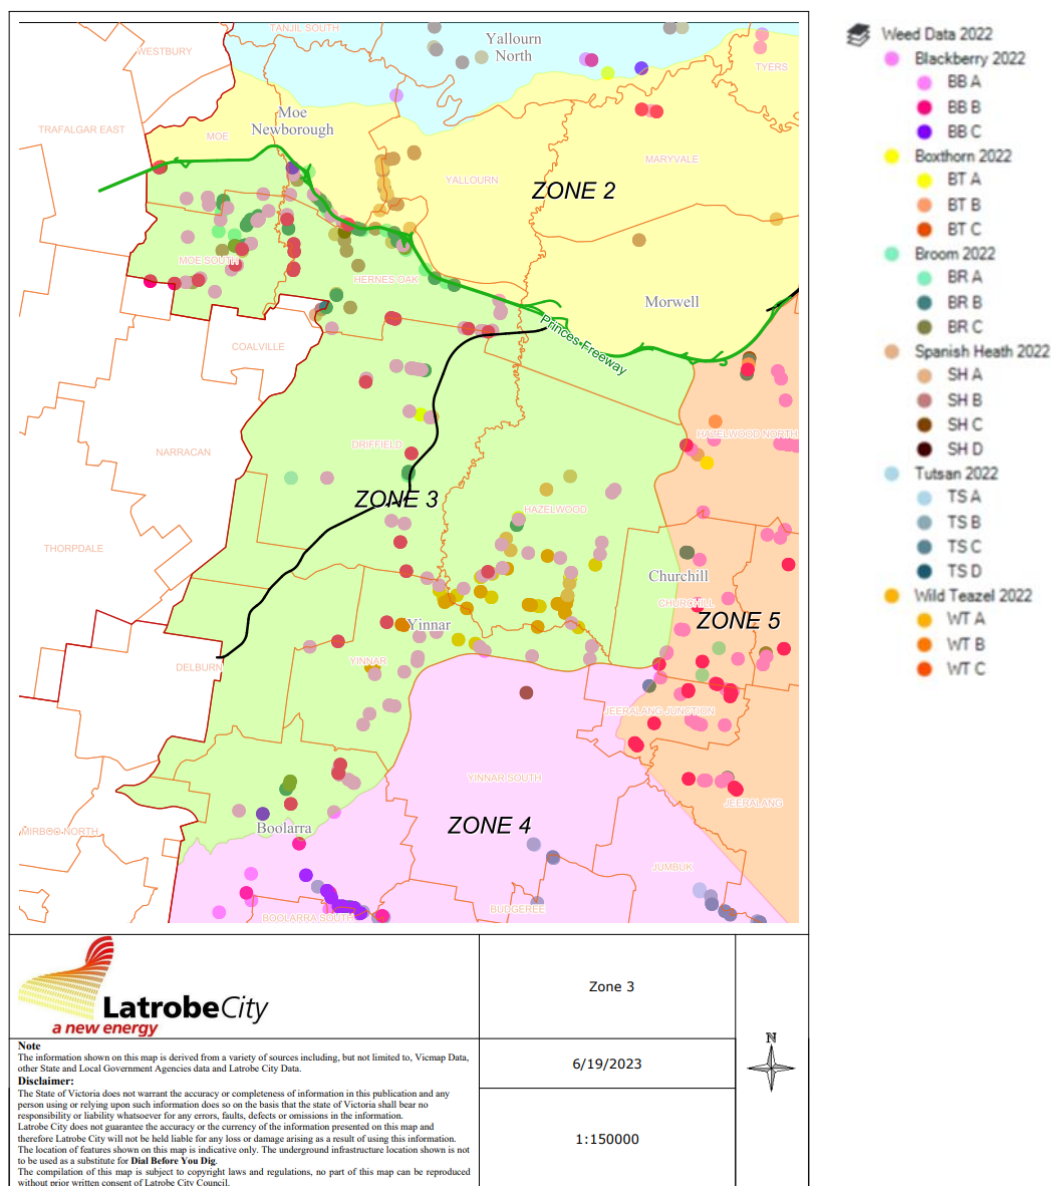 Weed Data 2022
Blackberry 2022
BB A
BB B
BB C
Boxthorn 2022
BT A
BT B
BT C
Broom 2022
BR A
BR B
BR C
Spanish Heath 2022
SH A
SH B
SH C
SH D
Tutsan 2022
TS A
TS B
TS C
TS D
Wild Teazel 2022
WT A
WT B
WT C
TANJIL SOUTH
WESTBURY
Yallourn
North
TYERS
Moe
Newborough
TRAFALGAR EAST
MOE
MARYVALE
YALLOURN
ZONE 2
MOE SOUTH
HERNES OAK
Morwell
Princes Freeway
COALVILLE
HAZELWOOD NORTH
DRIFFIELD
NARRACAN
ZONE 3
HAZELWOOD
THORPDALE
Churchill
CHURCHILL
ZONE 5
Yinnar
YINNAR
DELBURN
JEERALANG JUNCTION
YINNAR SOUTH
JEERALANG
ZONE 4
Boolarra
MIRBOO NORTH
JUMBUK
BUDGEREE
BOOLARRA SOUTH
LatrobeCity
a new energy
Zone 3
N
Note
The information shown on this map is derived from a variety of sources including, but not limited to, Vicmap Data,
other State and Local Government Agencies data and Latrobe City Data.
6/19/2023
Disclaimer:
The State of Victoria does not warrant the accuracy or completeness of information in this publication and any
person using or relying upon such information does so on the basis that the state of Victoria shall bear no
responsibility or liability whatsoever for any errors, faults, defects or omissions in the information.
Latrobe City does not guarantee the accuracy or the currency of the information presented on this map and
therefore Latrobe City will not be held liable for any loss or damage arising as a result of using this information.
The location of features shown on this map is indicative only. The underground infrastructure location shown is not
to be used as a substitute for Dial Before You Dig.
The compilation of this map is subject to copyright laws and regulations, no part of this map can be reproduced
without prior written consent of Latrobe City Council.
1:150000